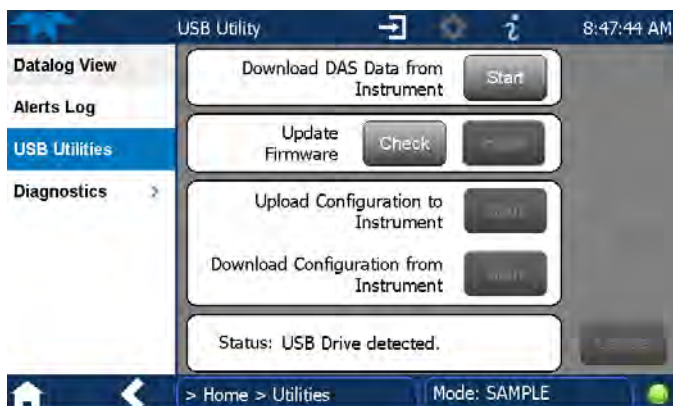 USB Utility
8:47:44 AM
Datalog View
Alerts Log
USB Utilities
Diagnostics >
Download DAS Data from
Instrument
Start
Update
Firmware
Check
Upload Configuration to
Instrument
Start
Download Configuration from
Instrument
Start
Status: USB Drive detected.
> Home > Utilities
Mode: SAMPLE